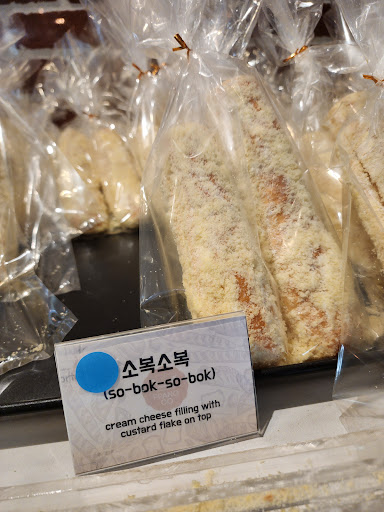 소복소복
(so-bok-so-bok)
cream cheese filling with
custard flake on top